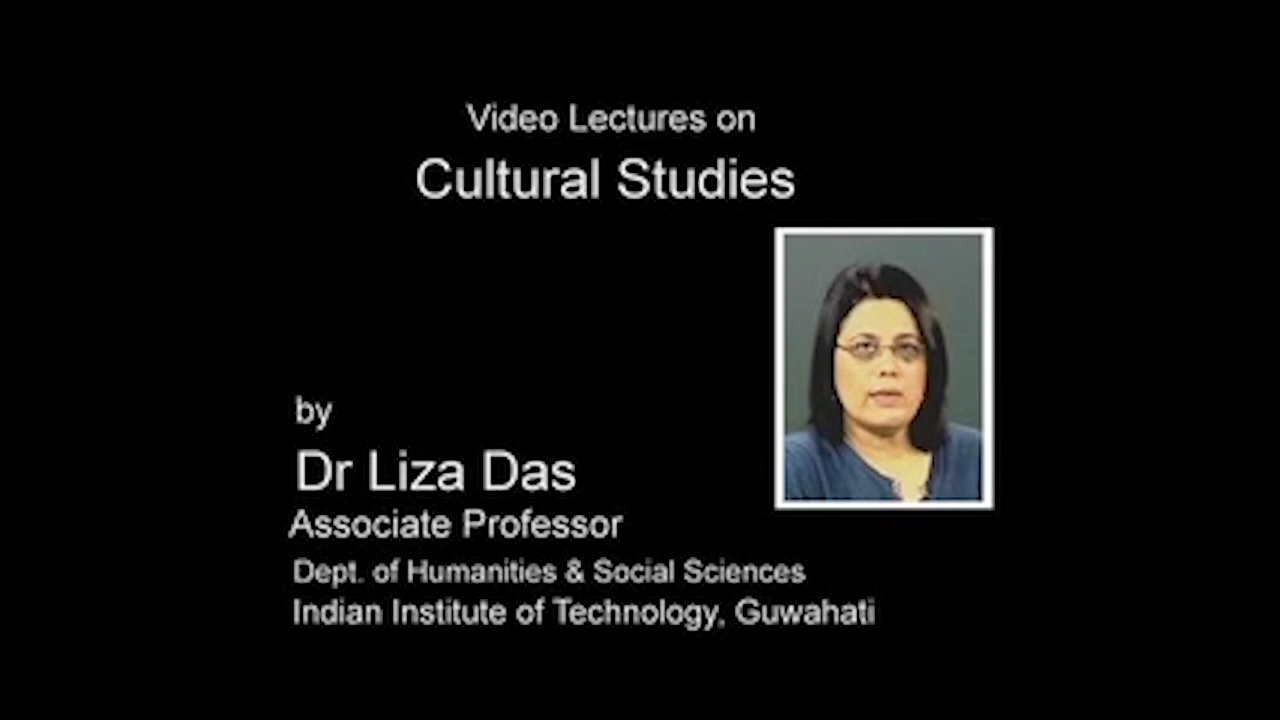 Video Lectures on
Cultural Studies
by
Dr Liza Das
Associate Professor
Dept. of Humanities & Social Sciences
Indian Institute of Technology, Guwahati